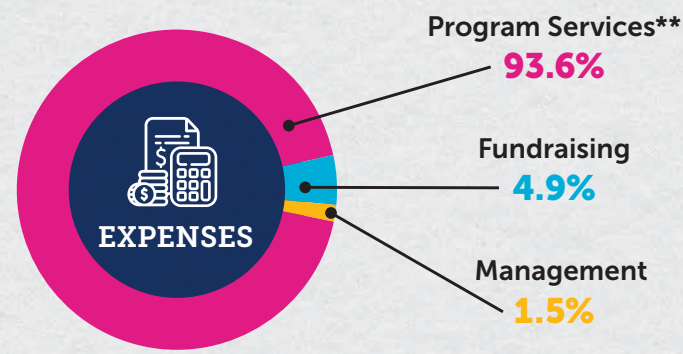 Program Services**
93.6%
Fundraising
4.9%
$
$
EXPENSES
Management
1.5%